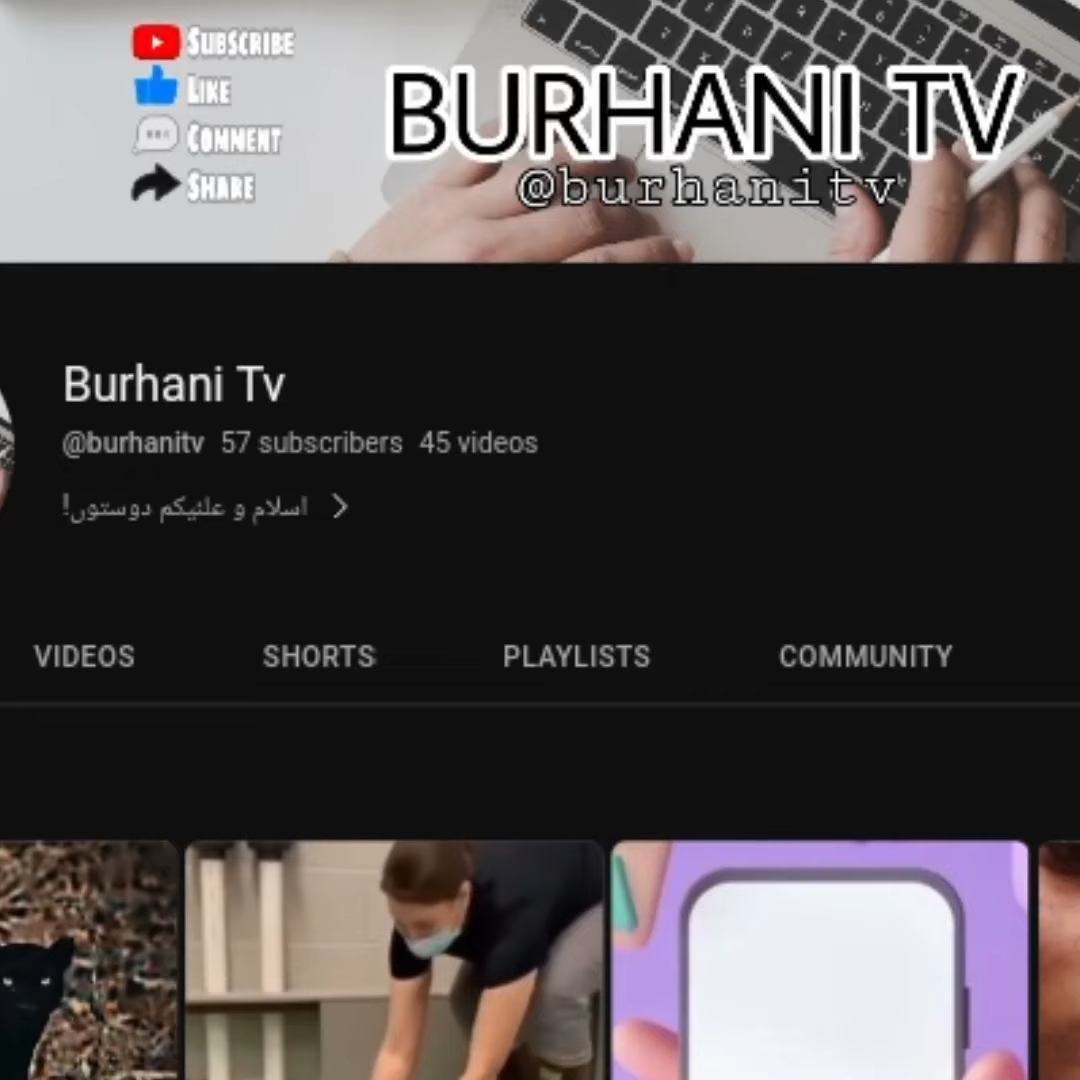 SUBSCRIBE
LIKE
COMMENT
SHARE
BURHANI TV
@burhanitv
Burhani Tv
@burhanitv 57 subscribers 45 videos
اسلام و علئیکم دوستوں!
VIDEOS SHORTS PLAYLISTS COMMUNITY